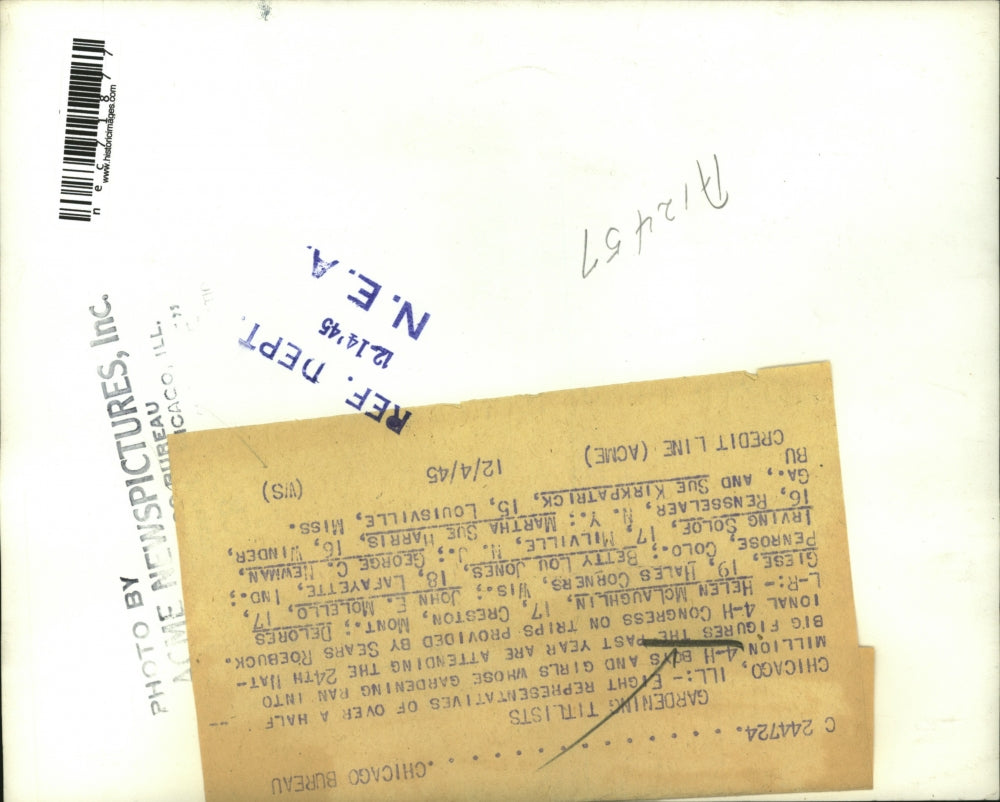 nec71877
www.historicimages.com
A12457
REF. DEPT.
12-14'45
N.E.A.
PHOTO BY
ACME NEWSPICTURES, Inc.
BUREAU
ICAGO, ILL.
C 244724. . . . . . . . . . . . . .CHICAGO BUREAU
GARDENING TITLISTS
CHICAGO, ILL:- EIGHT REPRESENTATIVES OF OVER A HALF --
MILLION 4-H BOYS AND GIRLS WHOSE GARDENING RAN INTO
BIG FIGURES THE PAST YEAR ARE ATTENDING THE 24TH NAT-
IONAL 4-H CONGRESS ON TRIPS PROVIDED BY SEARS ROEBUCK.
L-R:- HELEN MCLAUGHLIN, 17, CRESTON, MONT.; DELORES
GIESE, 19, HALES CORNERS, WIS.; JOHN E. MOLELLO, 17,
PENROSE, COLO.; BETTY LOU JONES, 18, LAFAYETTE, IND.;
IRVING SOLOF, 17, MILVILLE, N. J.; GEORGE C. NEWMAN,
16, RENSSELAER, N. Y.; MARTHA SUE HARRIS, 16, WINDER,
GA., AND SUE KIRKPATRICK, 15, LOUISVILLE, MISS.
BU
CREDIT LINE (ACME) 12/4/45 (WS)